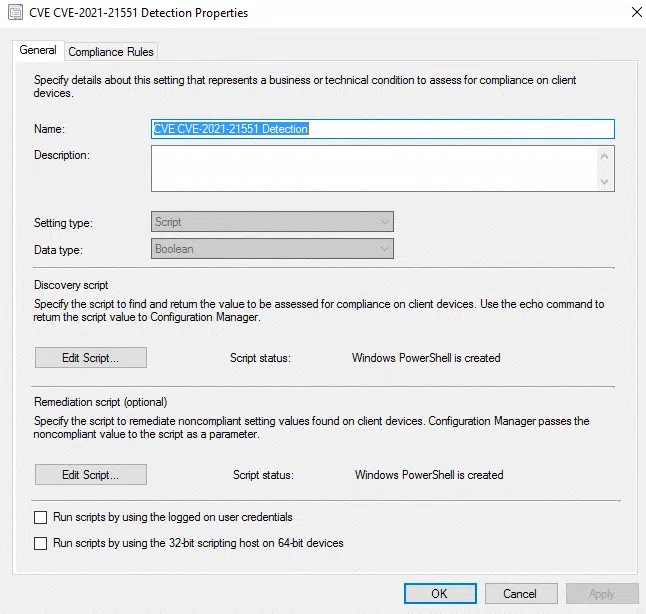 CVE CVE-2021-21551 Detection Properties
General
Compliance Rules
Specify details about this setting that represents a business or technical condition to assess for compliance on client
devices.
Name:
CVE CVE-2021-21551 Detection
Description:
Setting type:
Script
Data type:
Boolean
Discovery script
Specify the script to find and return the value to be assessed for compliance on client devices. Use the echo command to
return the script value to Configuration Manager.
Edit Script...
Script status:
Windows PowerShell is created
Remediation script (optional)
Specify the script to remediate noncompliant setting values found on client devices. Configuration Manager passes the
noncompliant value to the script as a parameter.
Edit Script...
Script status:
Windows PowerShell is created
Run scripts by using the logged on user credentials
Run scripts by using the 32-bit scripting host on 64-bit devices
OK
Cancel
Apply